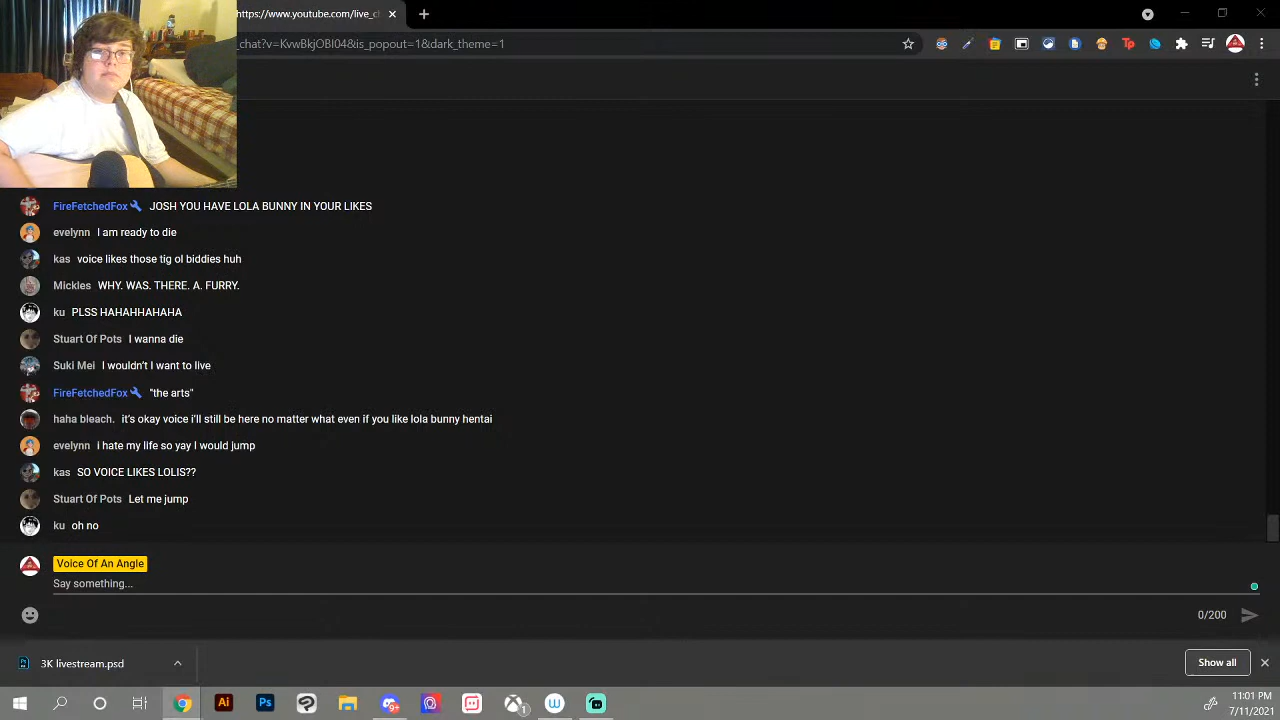 https://www.youtube.com/live_c
_chat?v=KvwBkjOBI04&is_popout=1&dark_theme=1
FireFetchedFox JOSH YOU HAVE LOLA BUNNY IN YOUR LIKES
evelynn I am ready to die
kas voice likes those tig ol biddies huh
Mickles WHY. WAS. THERE. A. FURRY.
ku PLSS HAHAHHAHAHA
Stuart Of Pots I wanna die
Suki Mei I wouldn't I want to live
FireFetchedFox "the arts"
haha bleach. it's okay voice i'll still be here no matter what even if you like lola bunny hentai
evelynn i hate my life so yay I would jump
kas SO VOICE LIKES LOLIS??
Stuart Of Pots Let me jump
ku oh no
Voice Of An Angle
Say something...
0/200
3K livestream.psd
Show all
Ai
Ps
11:01 PM
7/11/2021